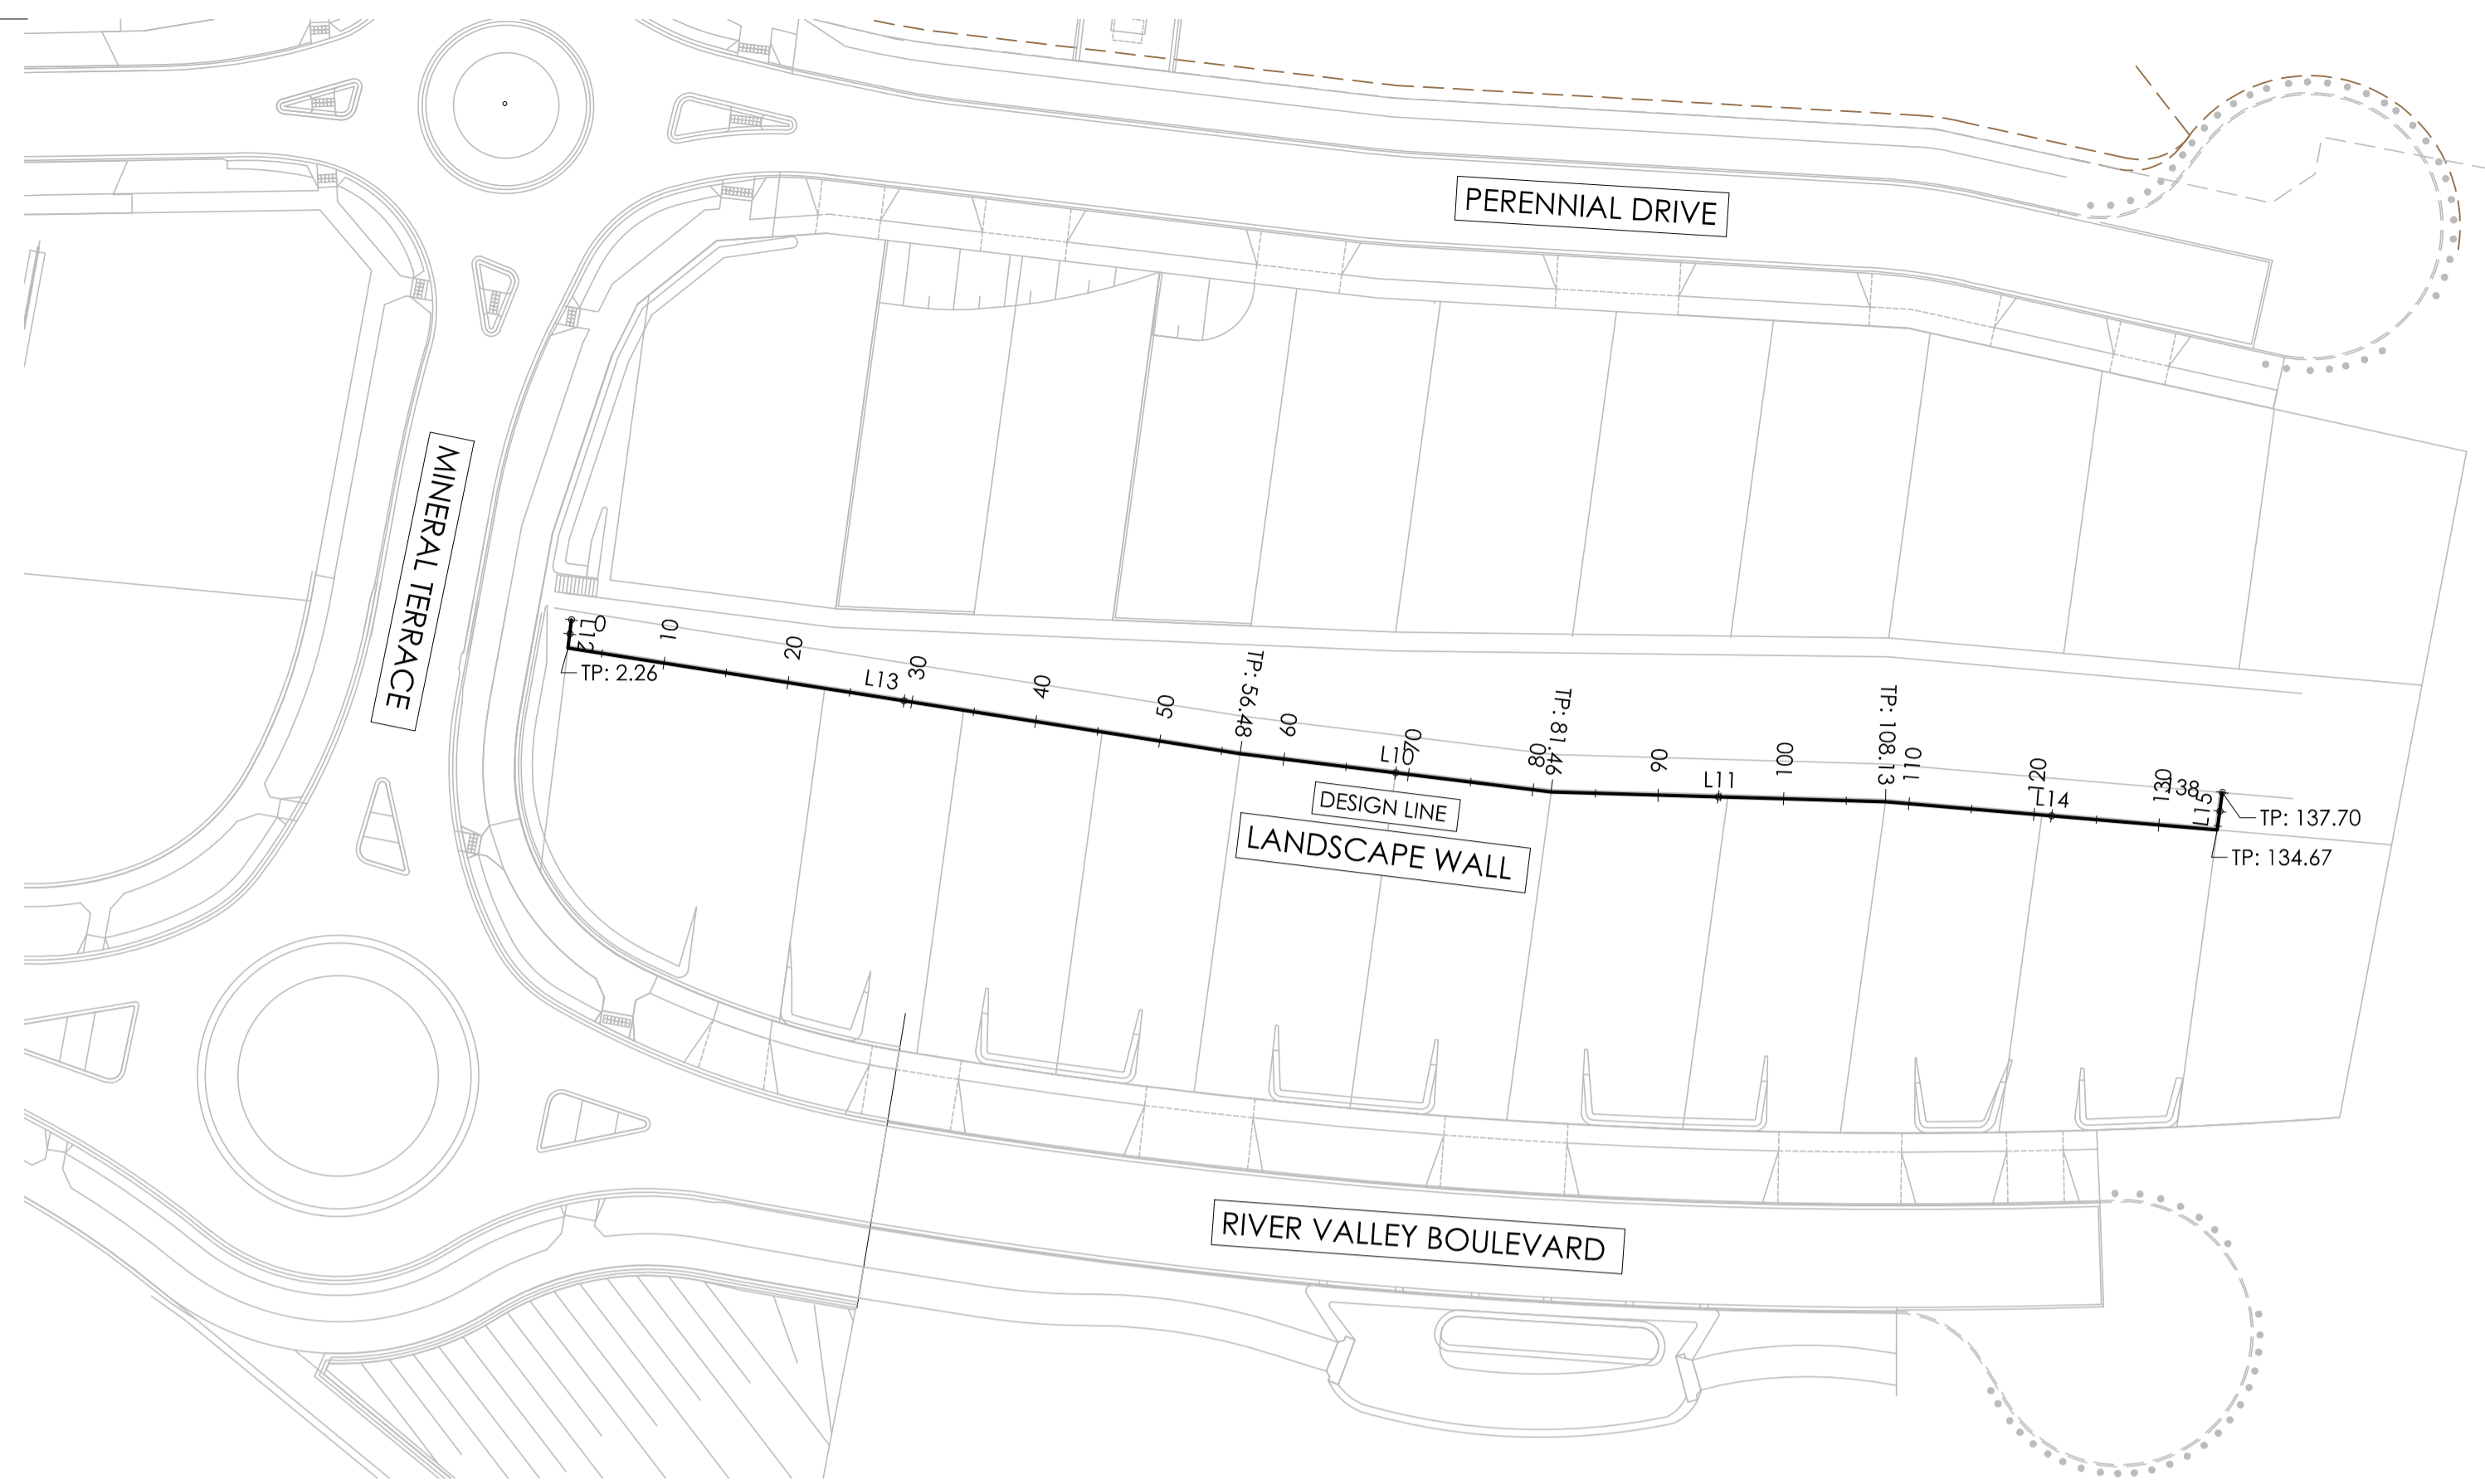 PERENNIAL DRIVE
MINERAL TERRACE
0
L12
TP: 2.26
10
20
L13
30
40
50
TP: 56.48
60
L10
70
80
TP: 81.46
90
L11
100
TP: 108.13
110
120
L14
130
138
L15
TP: 137.70
TP: 134.67
DESIGN LINE
LANDSCAPE WALL
RIVER VALLEY BOULEVARD